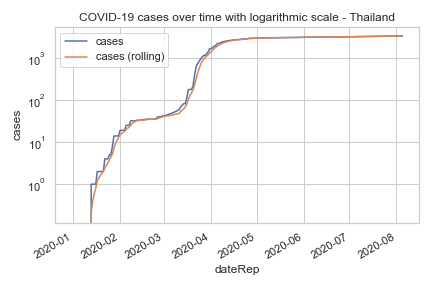 COVID-19 cases over time with logarithmic scale - Thailand
cases
cases (rolling)
10³
10²
10¹
10⁰
cases
2020-01
2020-02
2020-03
2020-04
2020-05
2020-06
2020-07
2020-08
dateRep